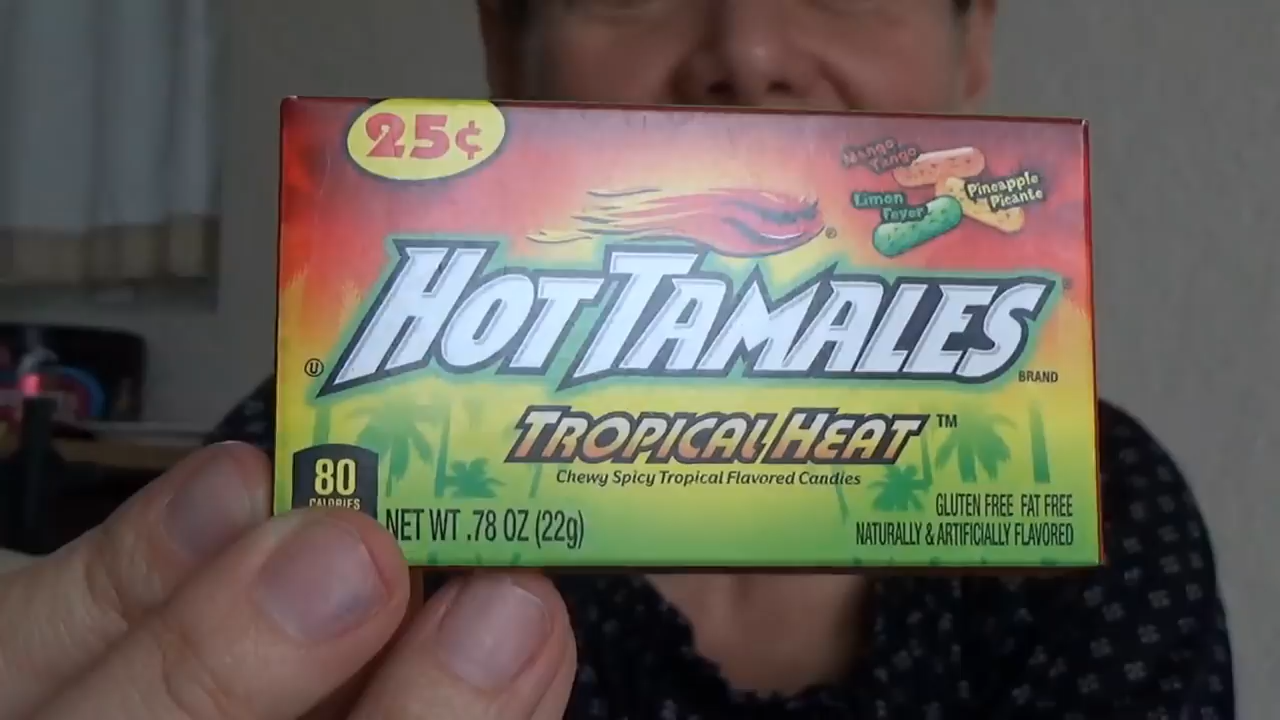 25¢
Mango
Tango
Pineapple
Picante
Limon
Fever
®
HOT TAMALES
®
U
BRAND
TROPICAL HEAT™
Chewy Spicy Tropical Flavored Candies
80
CALORIES
NET WT .78 OZ (22g)
GLUTEN FREE FAT FREE
NATURALLY & ARTIFICIALLY FLAVORED